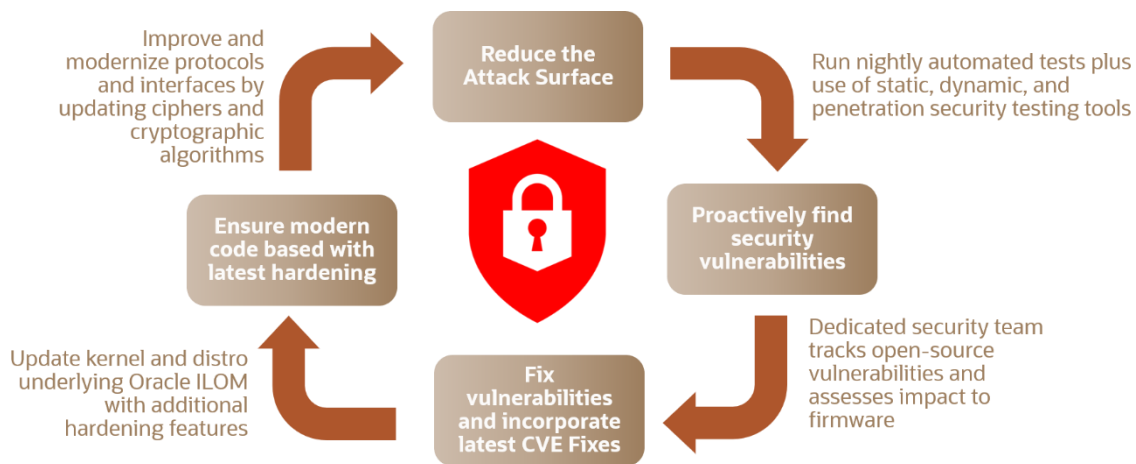 Improve and
modernize protocols
and interfaces by
updating ciphers and
cryptographic
algorithms
Reduce the
Attack Surface
Run nightly automated tests plus
use of static, dynamic, and
penetration security testing tools
Ensure modern
code based with
latest hardening
Proactively find
security
vulnerabilities
Update kernel and distro
underlying Oracle ILOM
with additional
hardening features
Fix
vulnerabilities
and incorporate
latest CVE Fixes
Dedicated security team
tracks open-source
vulnerabilities and
assesses impact to
firmware